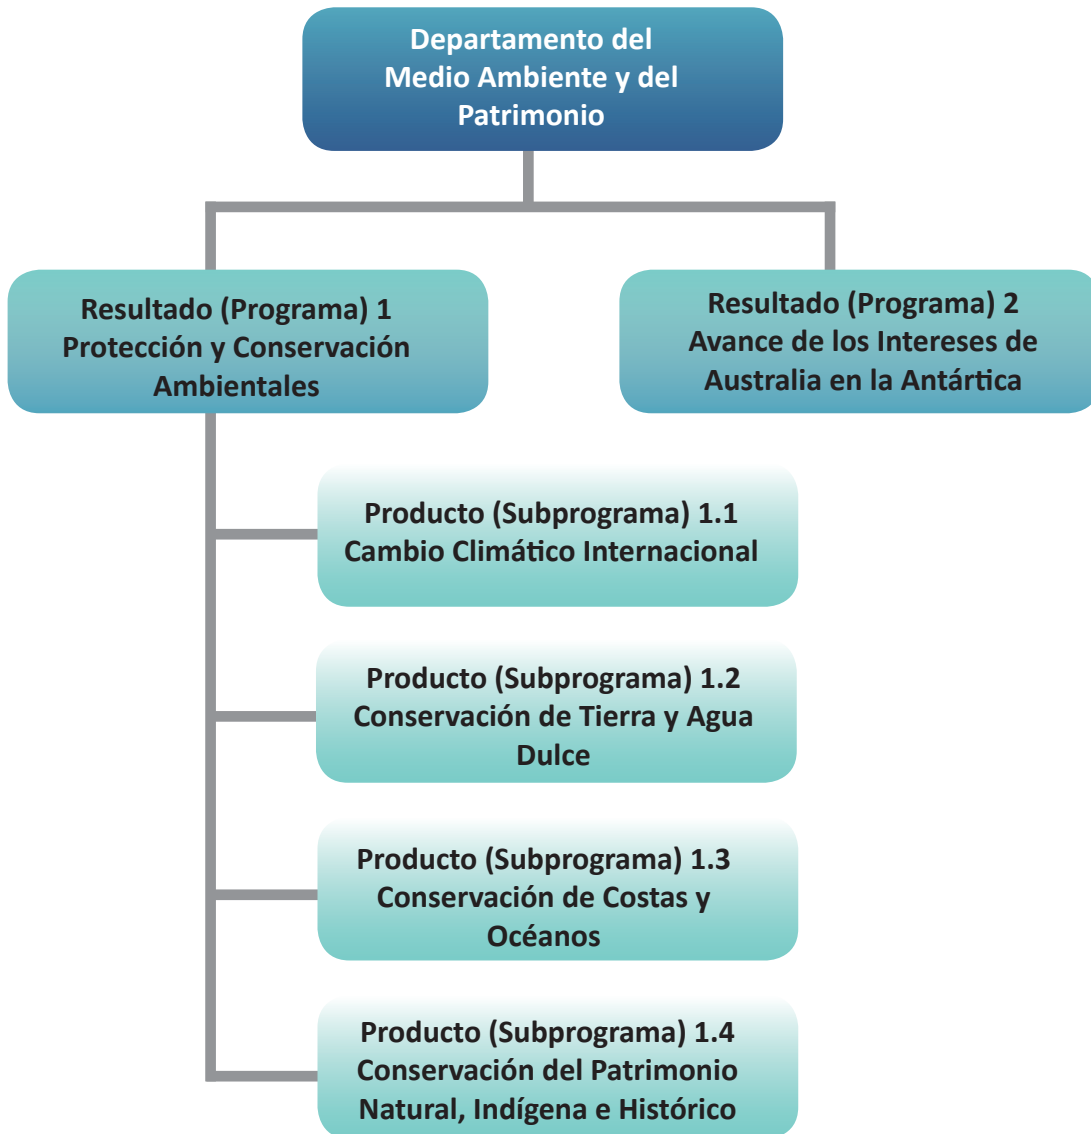 Departamento del
Medio Ambiente y del
Patrimonio
Resultado (Programa) 1
Protección y Conservación
Ambientales
Resultado (Programa) 2
Avance de los Intereses de
Australia en la Antártica
Producto (Subprograma) 1.1
Cambio Climático Internacional
Producto (Subprograma) 1.2
Conservación de Tierra y Agua
Dulce
Producto (Subprograma) 1.3
Conservación de Costas y
Océanos
Producto (Subprograma) 1.4
Conservación del Patrimonio
Natural, Indígena e Histórico